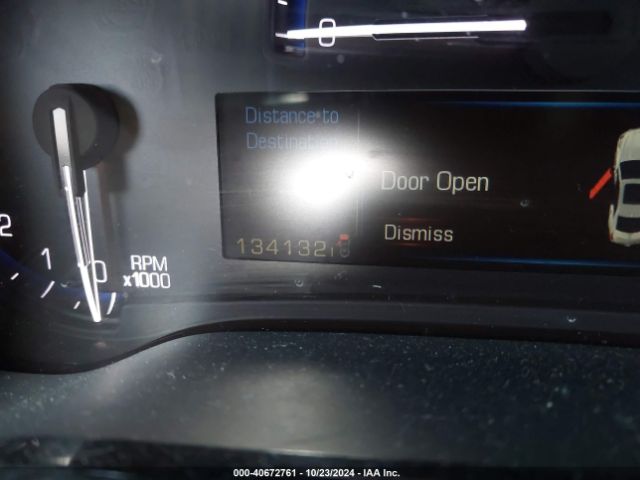 0
Distance to
Destination
Door Open
Dismiss
134132
2
1
0
RPM
x1000
000-40672761 - 10/23/2024 - IAA Inc.